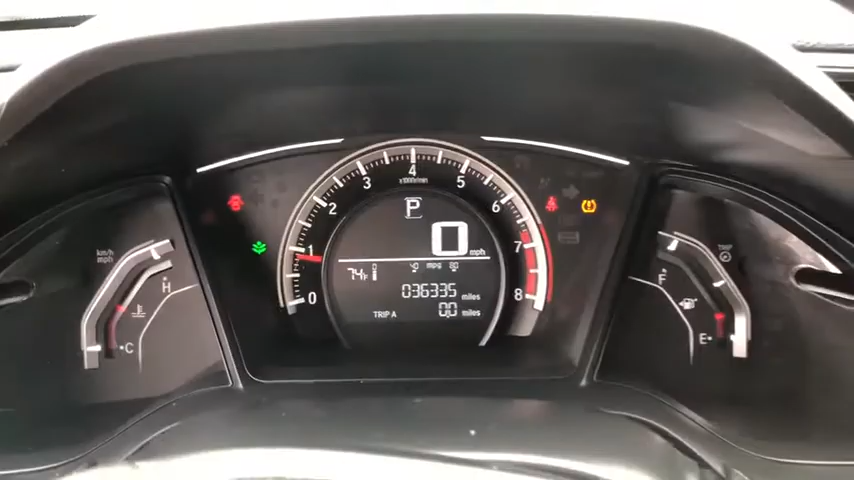 4
x1000r/min
3
5
2
6
1
7
0
8
P
0 mph
74°F
40 mpg 80
036335 miles
TRIP A
0.0 miles
km/h
mph
H
C
TRIP
F
E